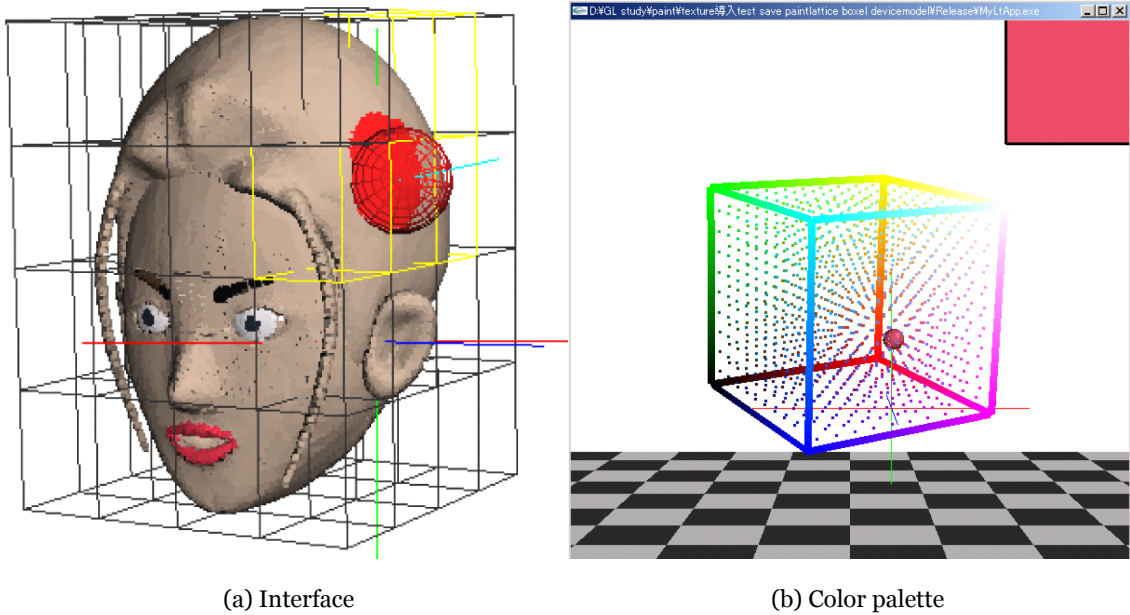 D:¥GL study¥paint¥texture導入test save paintlattice boxel devicemodel¥Release¥MyLtApp.exe
(a) Interface
(b) Color palette